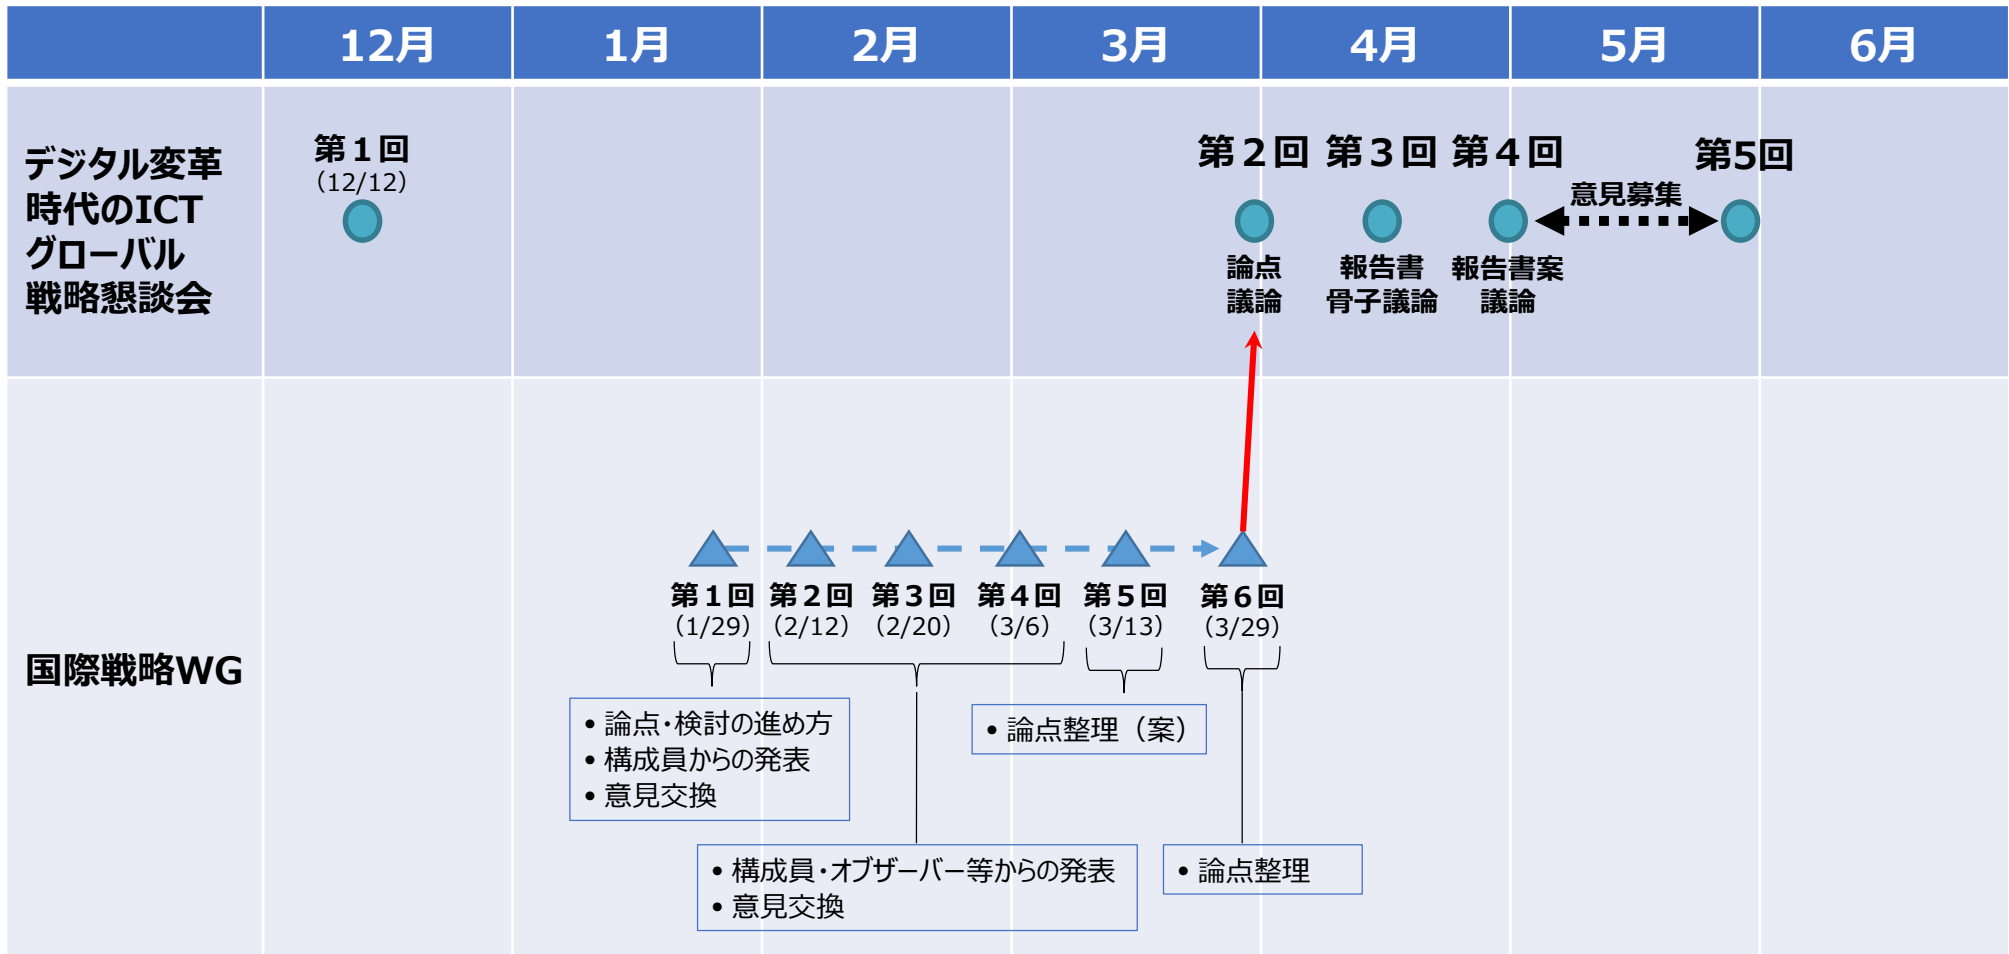 12月
1月
2月
3月
4月
5月
6月
デジタル変革
時代のICT
グローバル
戦略懇談会
第1回
（12/12）
第２回
第３回
第４回
第5回
意見募集
論点
議論
報告書
骨子議論
報告書案
議論
国際戦略WG
第１回
（1/29）
第２回
（2/12）
第３回
（2/20）
第４回
（3/6）
第５回
（3/13）
第６回
（3/29）
• 論点・検討の進め方
• 構成員からの発表
• 意見交換
• 論点整理（案）
• 構成員・オブザーバー等からの発表
• 意見交換
• 論点整理